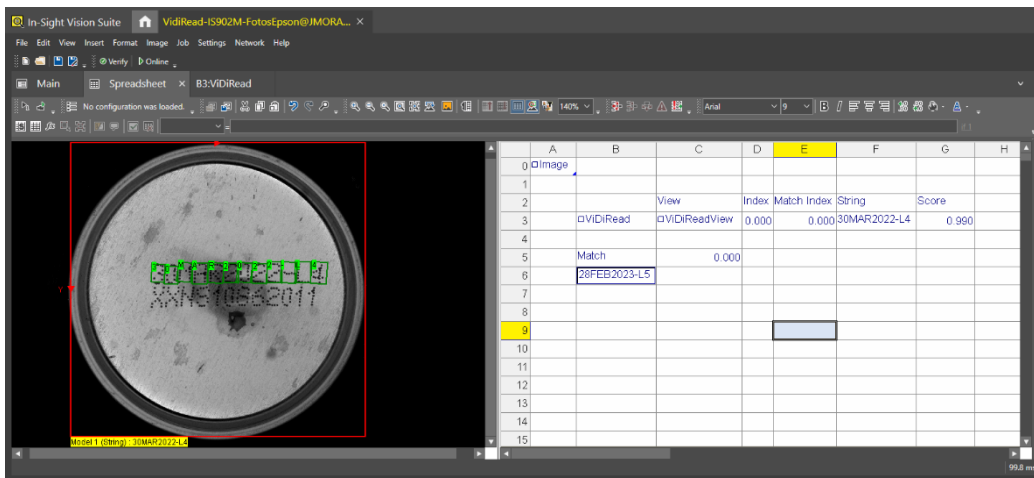 In-Sight Vision Suite
VidiRead-IS902M-FotosEpson@JMORA... ×
File Edit View Insert Format Image Job Settings Network Help
Verify Online
Main Spreadsheet × B3:ViDiRead
No configuration was loaded. 140% Arial 9 B I
=
A B C D E F G H
0 Image
1
2 View Index Match Index String Score
3 ViDiRead ViDiReadView 0.000 0.000 30MAR2022-L4 0.990
4
5 Match 0.000
6 28FEB2023-L5
7
8
9
10
11
12
13
14
15
30MAR2022-L4
Y
Model 1 (String) : 30MAR2022-L4
99.8 ms